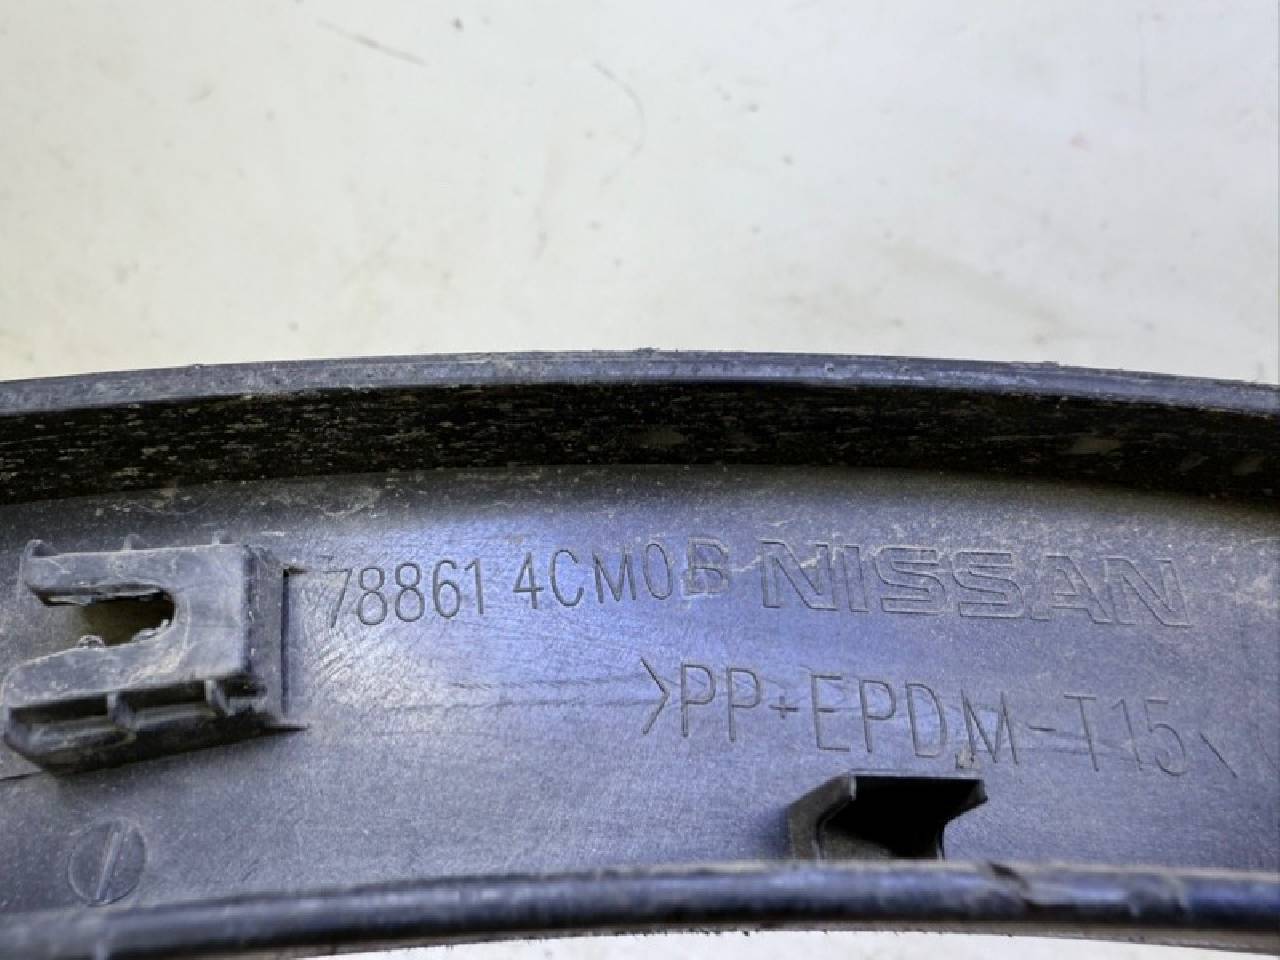 78861 4CM0B NISSAN
>PP+EPDM-T15<